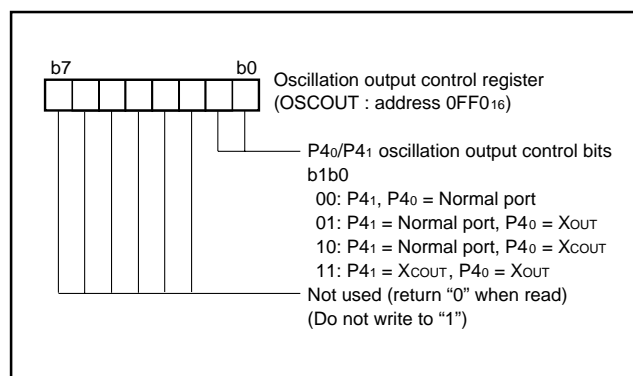 b7 b0
Oscillation output control register
(OSCOUT : address 0FF016)
P40/P41 oscillation output control bits
b1b0
00: P41, P40 = Normal port
01: P41 = Normal port, P40 = XOUT
10: P41 = Normal port, P40 = XCOUT
11: P41 = XCOUT, P40 = XOUT
Not used (return “0” when read)
(Do not write to “1”)